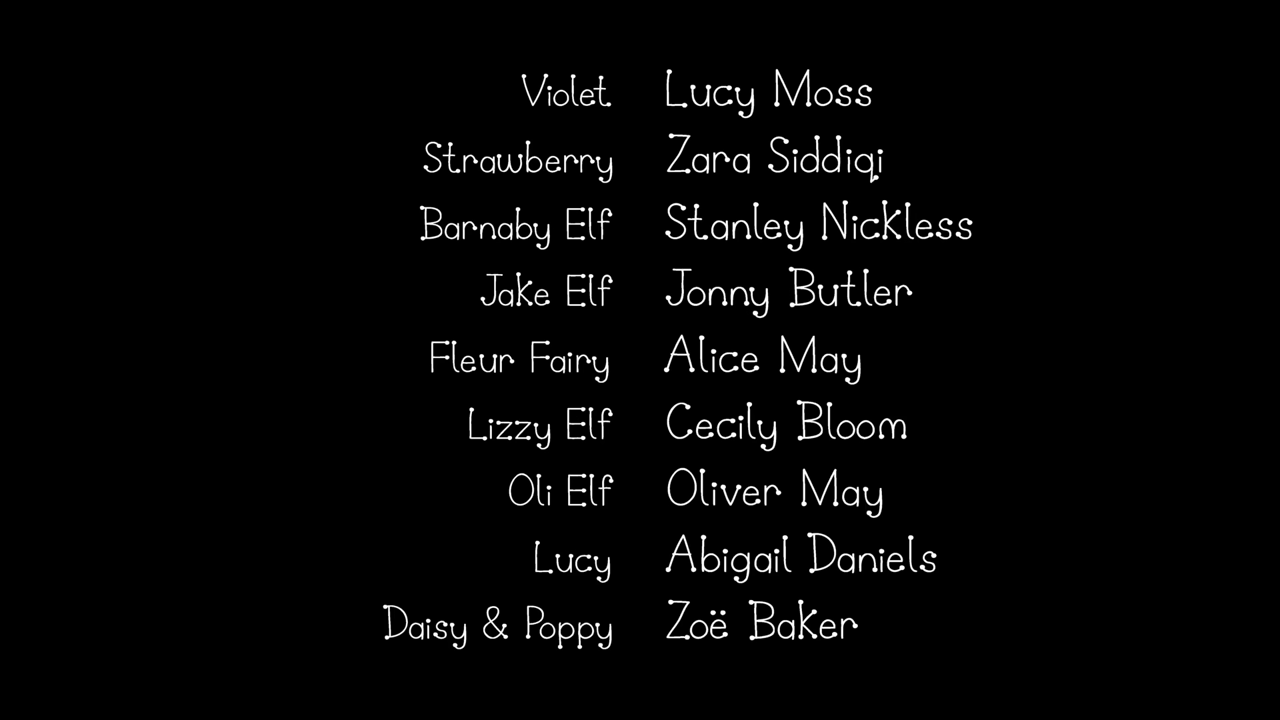 Violet Lucy Moss
Strawberry Zara Siddiqi
Barnaby Elf Stanley Nickless
Jake Elf Jonny Butler
Fleur Fairy Alice May
Lizzy Elf Cecily Bloom
Oli Elf Oliver May
Lucy Abigail Daniels
Daisy & Poppy Zoë Baker